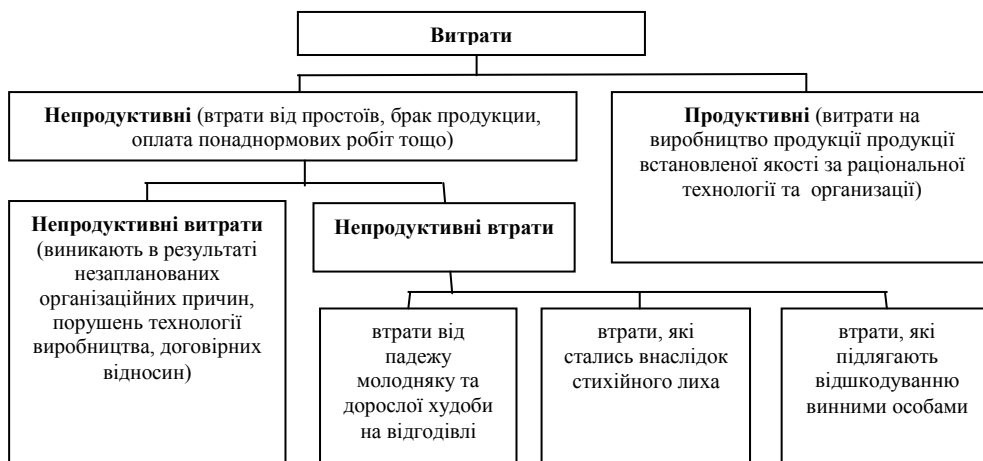 Витрати
Непродуктивні (втрати від простоїв, брак продукции,
оплата понаднормових робіт тощо)
Продуктивні (витрати на
виробництво продукції продукції
встановленої якості за раціональної
технології та организації)
Непродуктивні витрати
(виникають в результаті
незапланованих
організаційних причин,
порушень технології
виробництва, договірних
відносин)
Непродуктивні втрати
втрати від
падежу
молодняку та
дорослої худоби
на відгодівлі
втрати, які
стались внаслідок
стихійного лиха
втрати, які
підлягають
відшкодуванню
винними особами